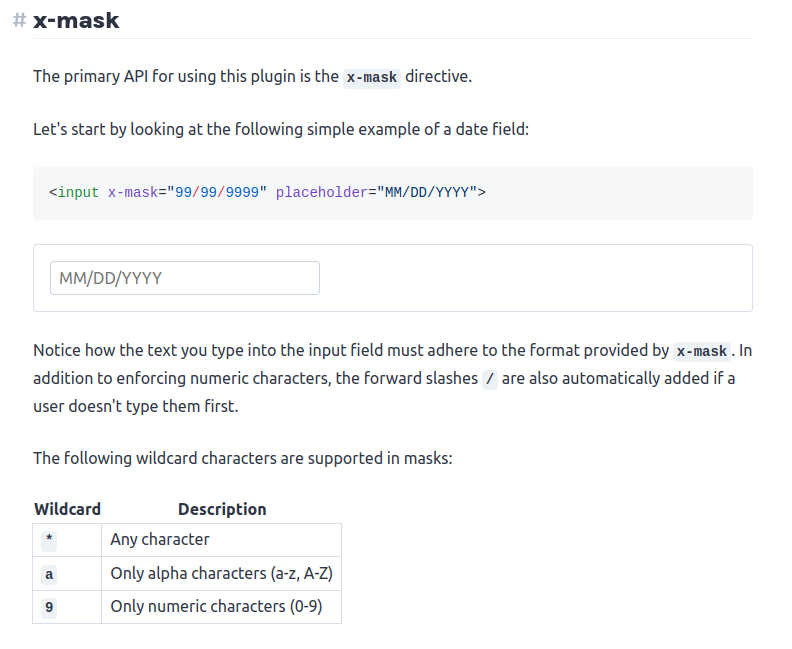 # x-mask
The primary API for using this plugin is the x-mask directive.
Let's start by looking at the following simple example of a date field:
<input x-mask="99/99/9999" placeholder="MM/DD/YYYY">
MM/DD/YYYY
Notice how the text you type into the input field must adhere to the format provided by x-mask. In
addition to enforcing numeric characters, the forward slashes / are also automatically added if a
user doesn't type them first.
The following wildcard characters are supported in masks:
Wildcard Description
* Any character
a Only alpha characters (a-z, A-Z)
9 Only numeric characters (0-9)